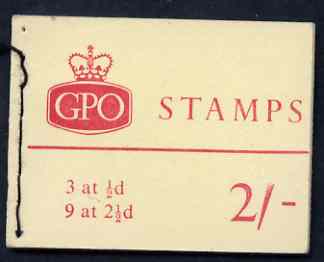 GPO
STAMPS
3 at ½d
9 at 2½d
2/-